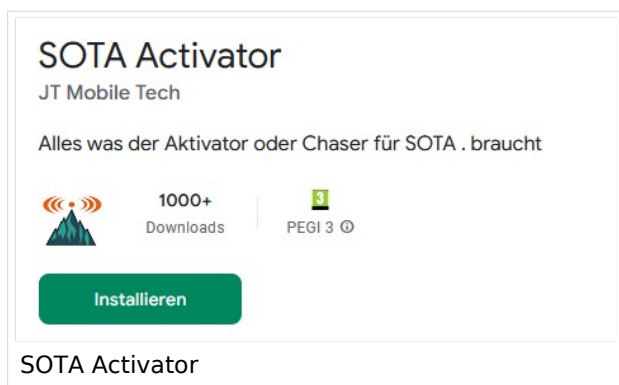 SOTA Activator
JT Mobile Tech
Alles was der Aktivator oder Chaser für SOTA . braucht
1000+
Downloads
3
PEGI 3 ⓘ
Installieren
SOTA Activator